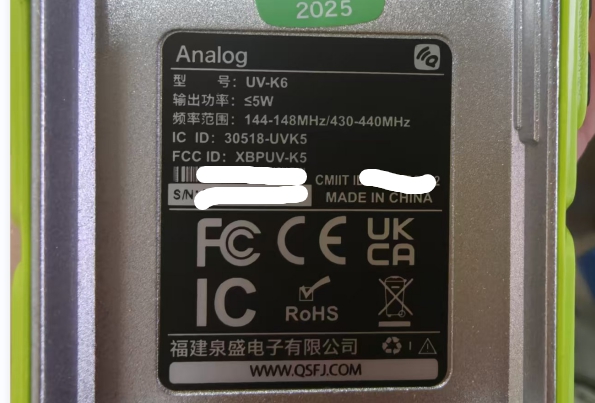 2025
Analog
型 号: UV-K6
输出功率: ≤5W
频率范围: 144-148MHz/430-440MHz
IC ID: 30518-UVK5
FCC ID: XBPUV-K5
CMIIT I
2
S/N
MADE IN CHINA
FC CE UK
CA
IC RoHS
福建泉盛电子有限公司
WWW.QSFJ.COM